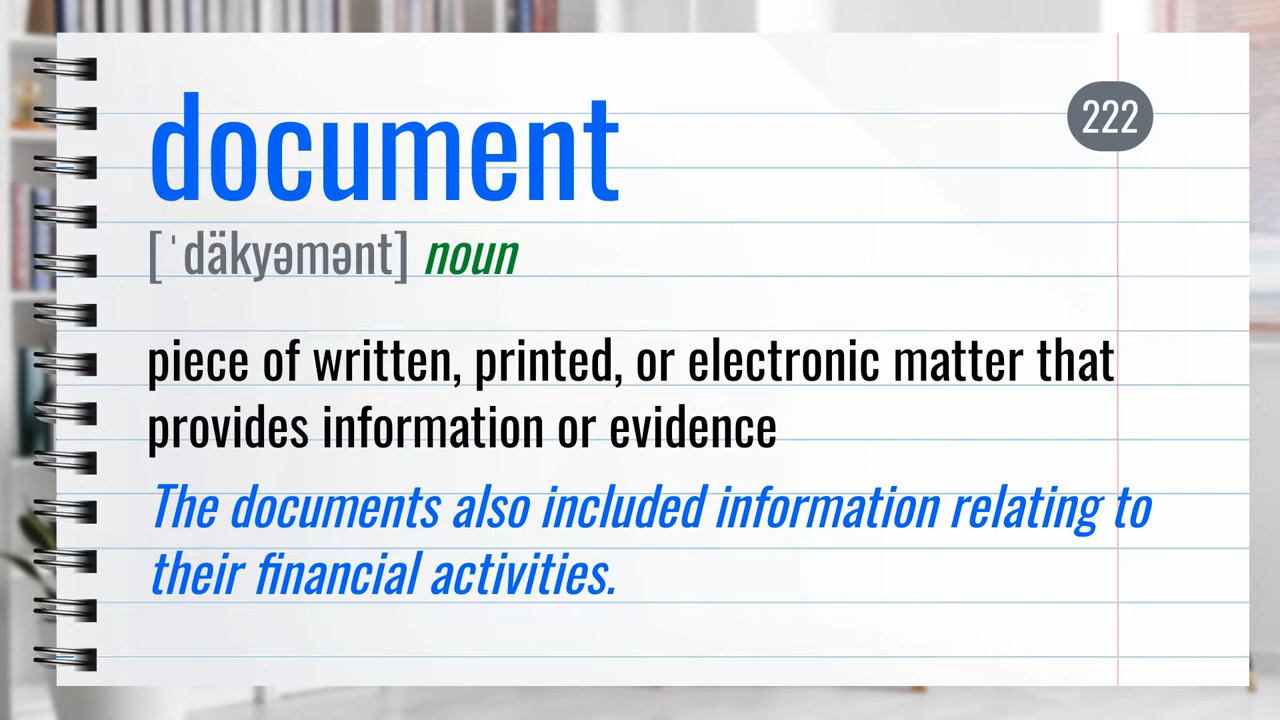 document
222
[ˈdäkyəmənt] noun
piece of written, printed, or electronic matter that
provides information or evidence
The documents also included information relating to
their financial activities.